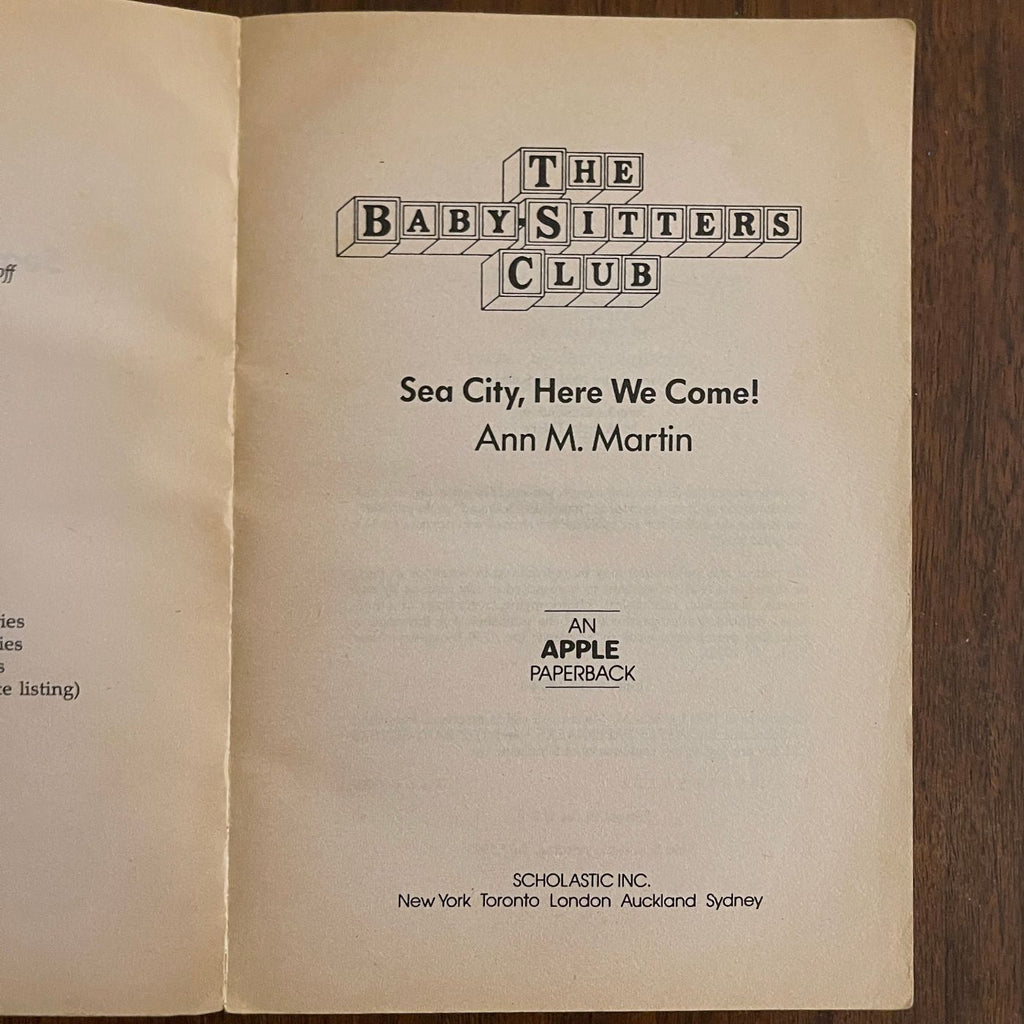 off
ies
ies
s
e listing)
THE
BABY-SITTERS
CLUB
Sea City, Here We Come!
Ann M. Martin
AN
APPLE
PAPERBACK
SCHOLASTIC INC.
New York Toronto London Auckland Sydney